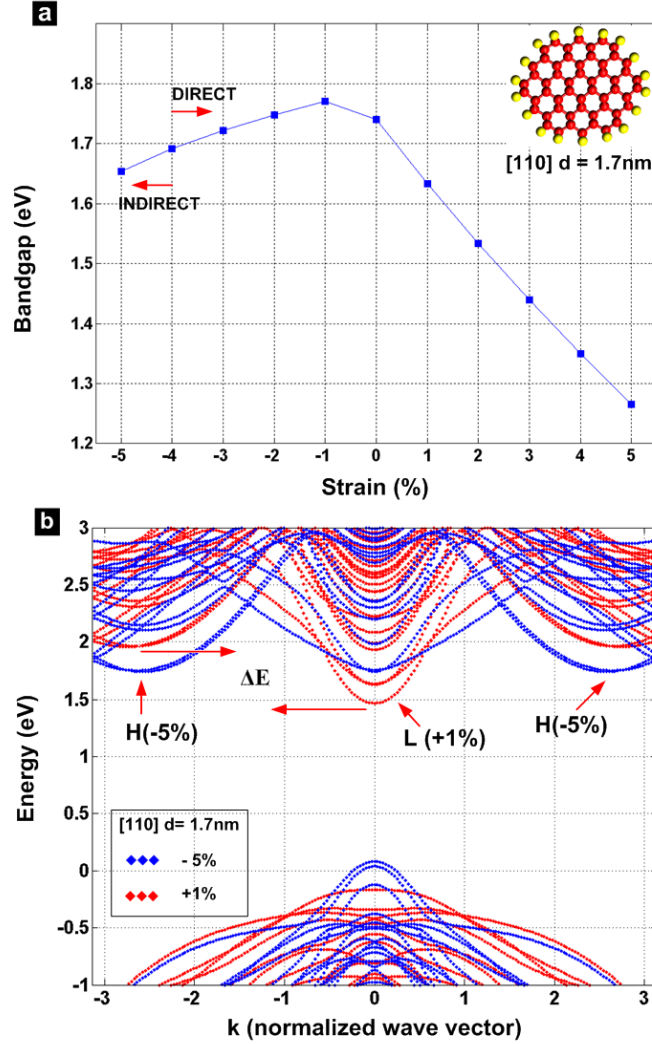 a
1.8
1.7
1.6
1.5
1.4
1.3
1.2
Bandgap (eV)
DIRECT
INDIRECT
[110] d = 1.7nm
-5 -4 -3 -2 -1 0 1 2 3 4 5
Strain (%)
b
3
2.5
2
1.5
1
0.5
0
-0.5
-1
Energy (eV)
ΔE
H(-5%)
L (+1%)
H(-5%)
[110] d= 1.7nm
- 5%
+1%
-3 -2 -1 0 1 2 3
k (normalized wave vector)